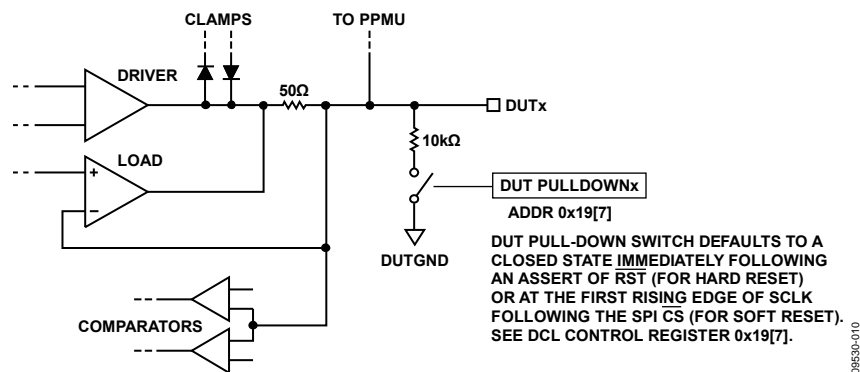 CLAMPS
TO PPMU
DRIVER
50Ω
DUTx
10kΩ
LOAD
+
–
DUT PULLDOWNx
ADDR 0x19[7]
DUTGND
DUT PULL-DOWN SWITCH DEFAULTS TO A
CLOSED STATE IMMEDIATELY FOLLOWING
AN ASSERT OF RST (FOR HARD RESET)
OR AT THE FIRST RISING EDGE OF SCLK
FOLLOWING THE SPI CS (FOR SOFT RESET).
SEE DCL CONTROL REGISTER 0x19[7].
COMPARATORS
09530-010